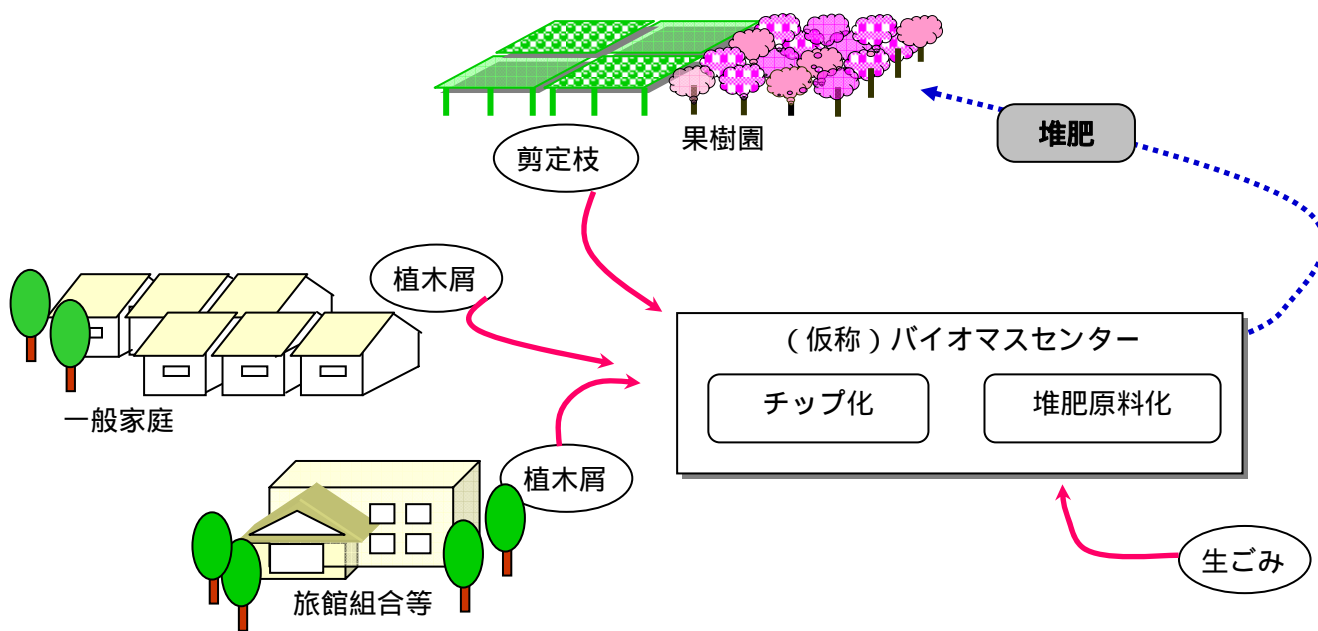 果樹園
堆肥
剪定枝
植木屑
（仮称）バイオマスセンター
チップ化
堆肥原料化
一般家庭
植木屑
生ごみ
旅館組合等